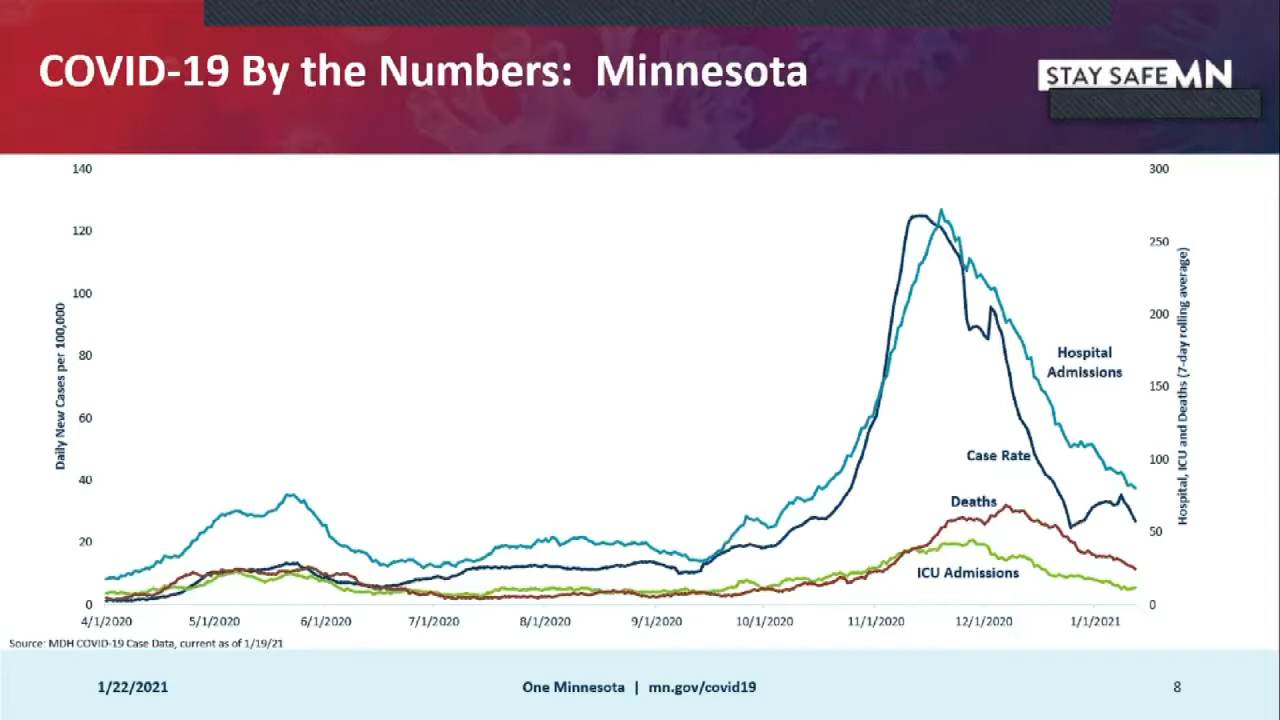 COVID-19 By the Numbers: Minnesota
STAY SAFE MN
140
120
100
80
60
40
20
0
Daily New Cases per 100,000
300
250
200
150
100
50
0
Hospital, ICU and Deaths (7-day rolling average)
Hospital
Admissions
Case Rate
Deaths
ICU Admissions
4/1/2020 5/1/2020 6/1/2020 7/1/2020 8/1/2020 9/1/2020 10/1/2020 11/1/2020 12/1/2020 1/1/2021
Source: MDH COVID-19 Case Data, current as of 1/19/21
1/22/2021 One Minnesota | mn.gov/covid19 8